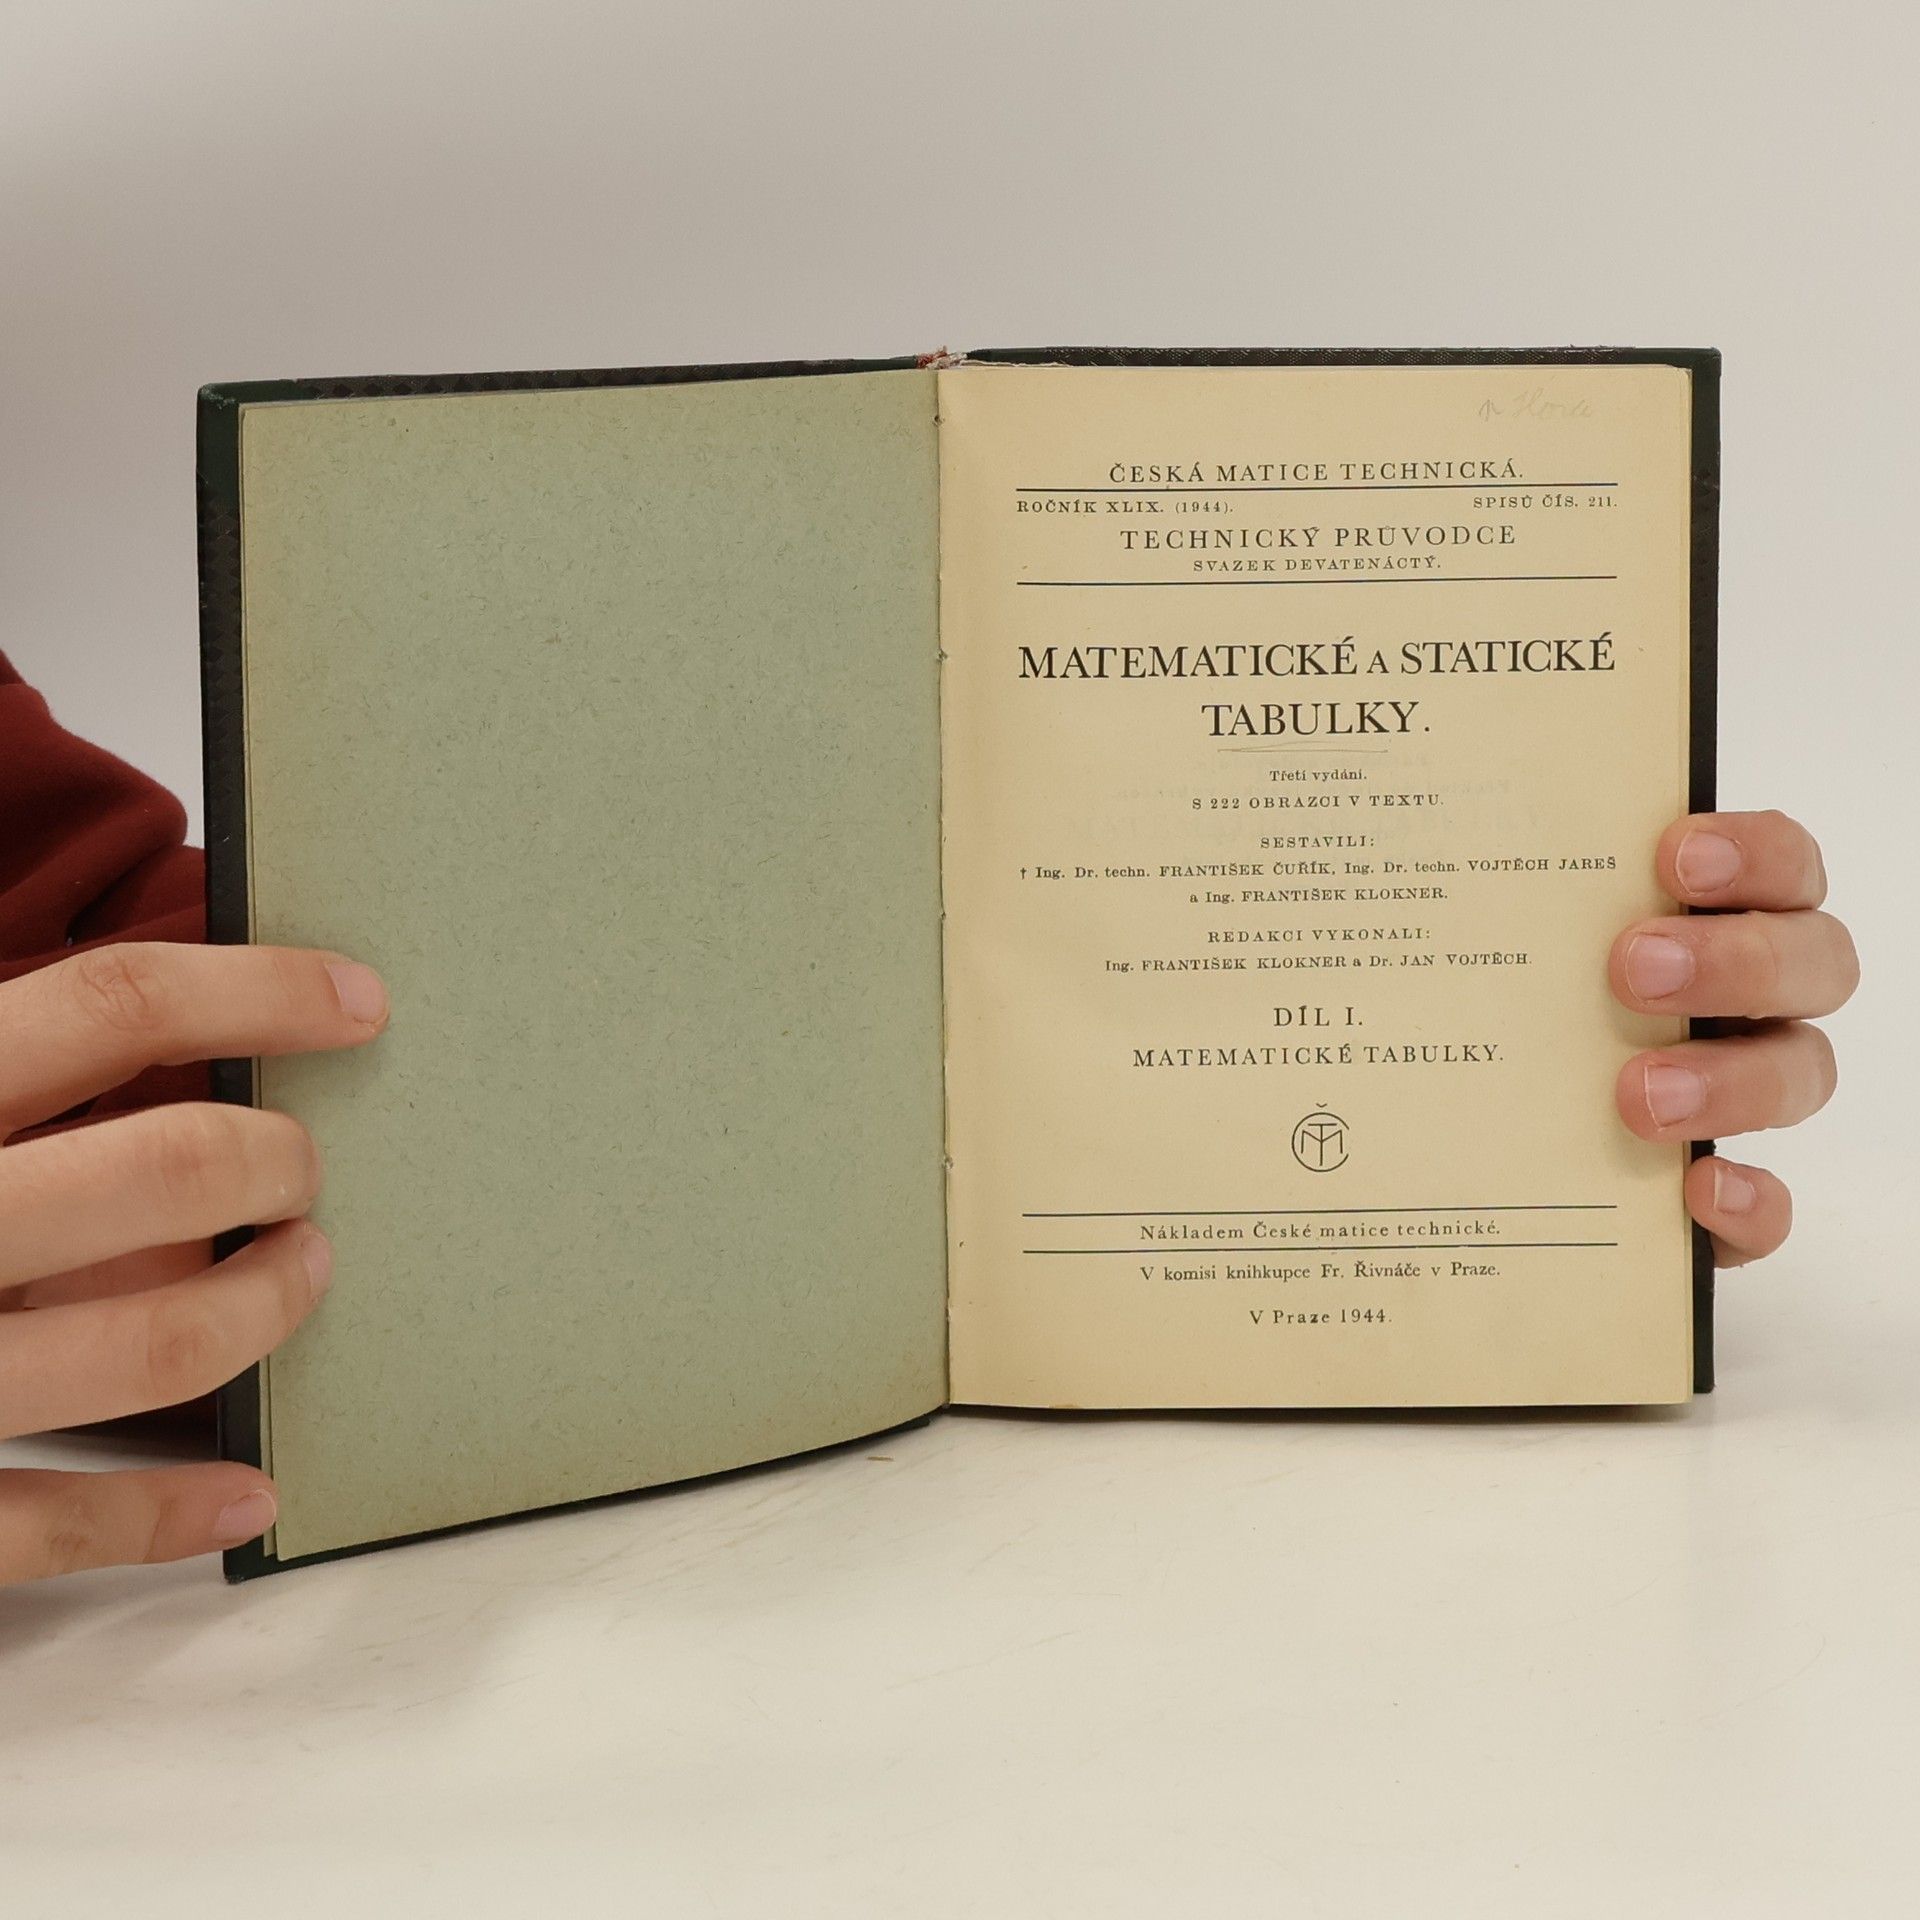 ČESKÁ MATICE TECHNICKÁ.
ROČNÍK XLIX. (1944). SPISŮ ČÍS. 211.
TECHNICKÝ PRŮVODCE
SVAZEK DEVATENÁCTÝ.
MATEMATICKÉ A STATICKÉ
TABULKY.
Třetí vydání.
S 222 OBRAZCI V TEXTU.
SESTAVILI:
† Ing. Dr. techn. FRANTIŠEK ČUŘÍK, Ing. Dr. techn. VOJTĚCH JAREŠ
a Ing. FRANTIŠEK KLOKNER.
REDAKCI VYKONALI:
Ing. FRANTIŠEK KLOKNER a Dr. JAN VOJTĚCH.
DÍL I.
MATEMATICKÉ TABULKY.
ČMT
Nákladem České matice technické.
V komisi knihkupce Fr. Řivnáče v Praze.
V Praze 1944.